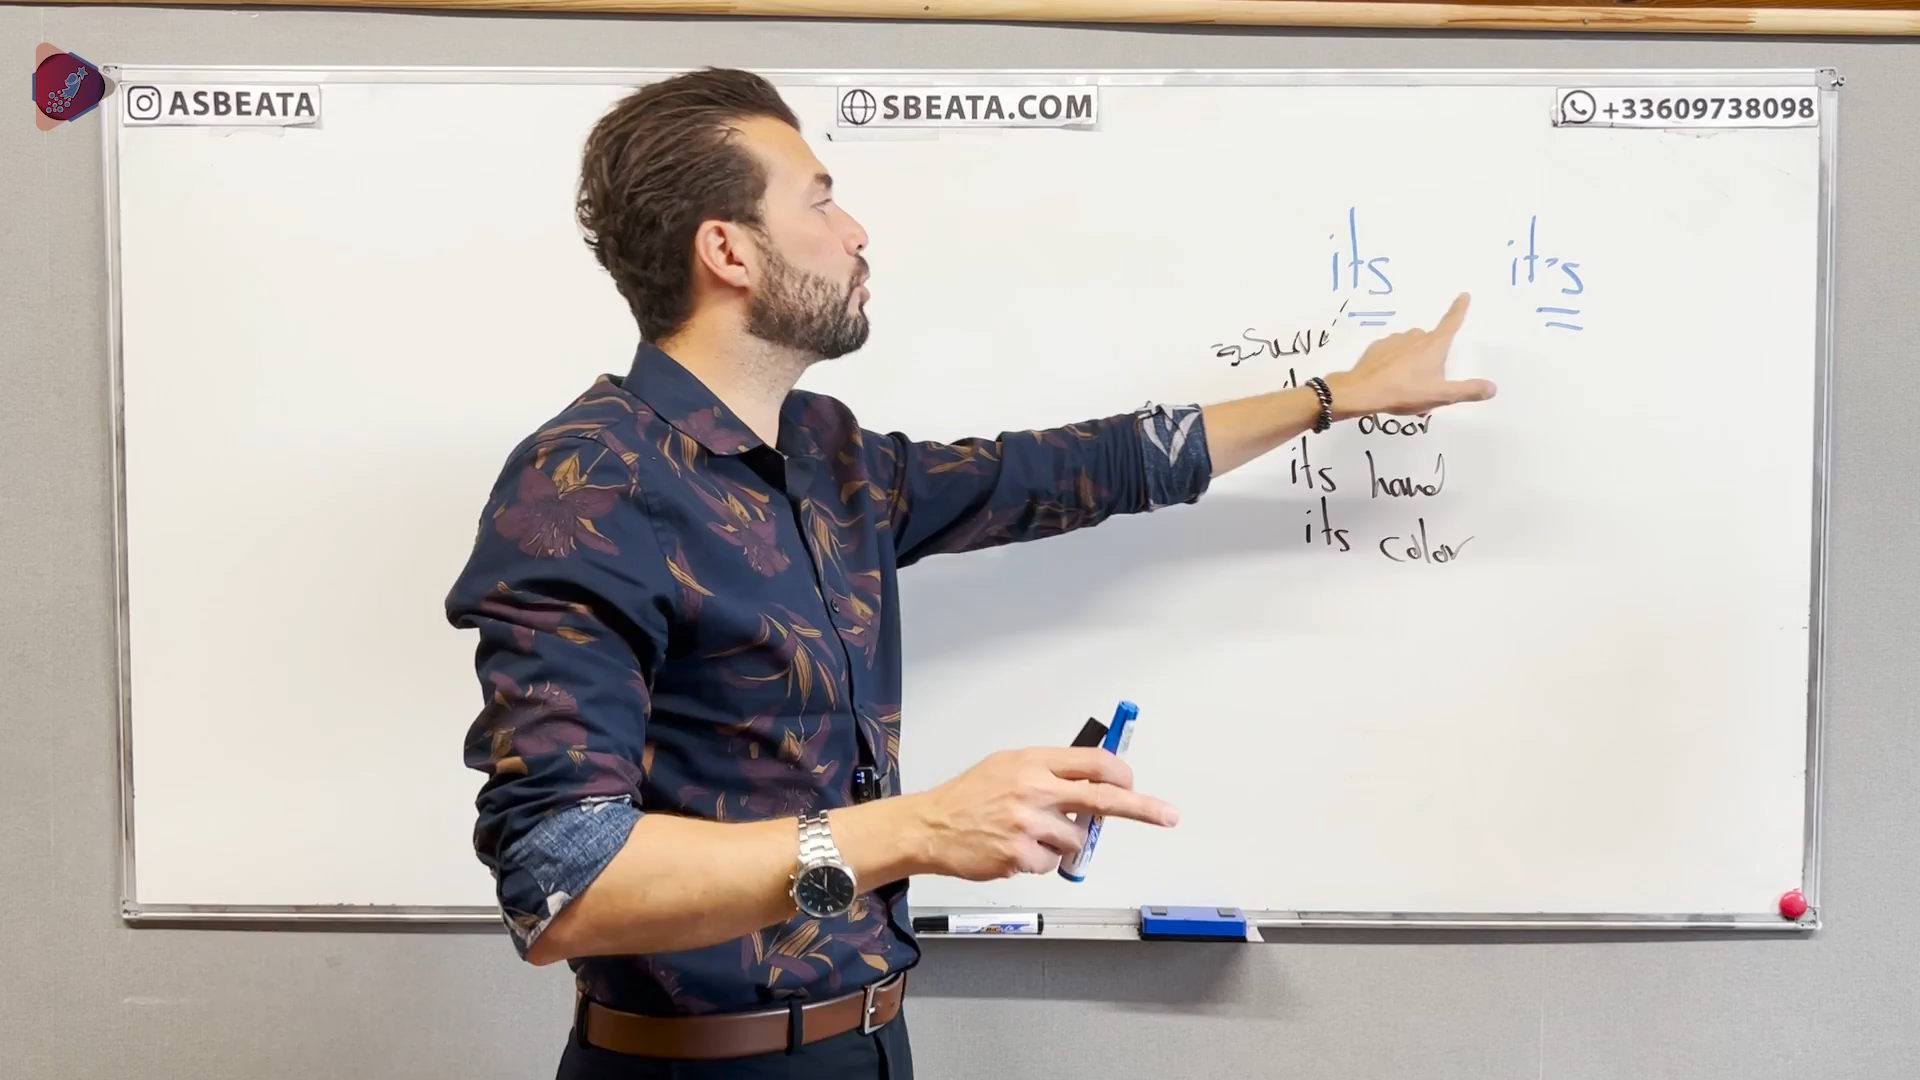 ASBEATA
SBEATA.COM
+33609738098
its it's
door
its hand
its color